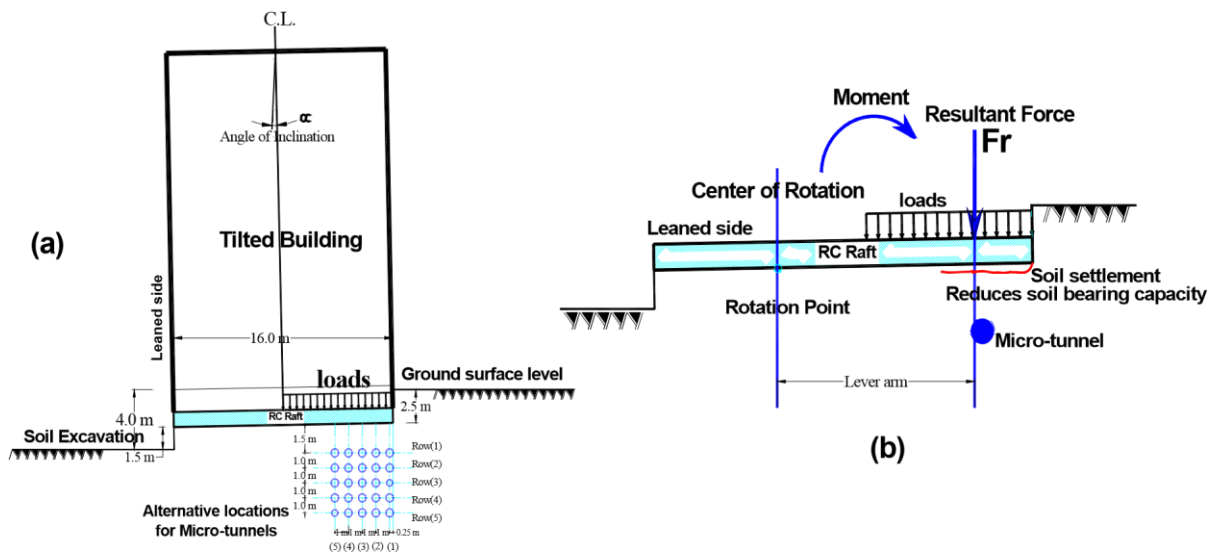 C.L.
α
Angle of Inclination
(a)
Tilted Building
Leaned side
16.0 m
loads
Ground surface level
4.0 m
RC Raft
2.5 m
Soil Excavation
1.5 m
1.5 m
1.0 m
1.0 m
1.0 m
1.0 m
Row(1)
Row(2)
Row(3)
Row(4)
Row(5)
Alternative locations
for Micro-tunnels
1 m
1 m
1 m
1 m
0.25 m
(5) (4) (3) (2) (1)
Moment
Resultant Force
Fr
Center of Rotation
loads
Leaned side
RC Raft
Soil settlement
Reduces soil bearing capacity
Rotation Point
Micro-tunnel
Lever arm
(b)